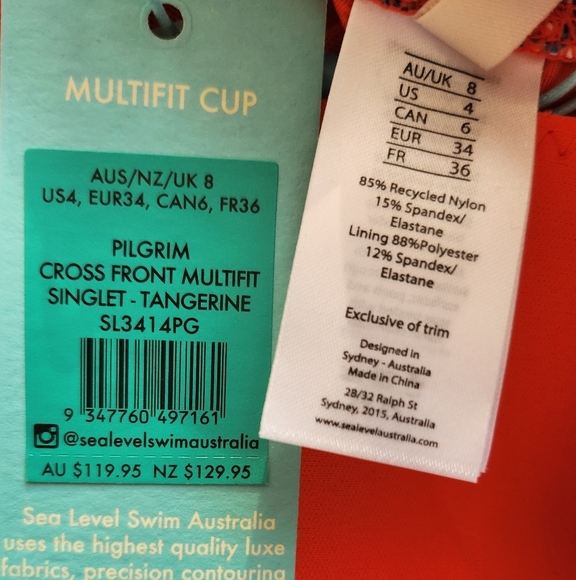 MULTIFIT CUP
AUS/NZ/UK 8
US4, EUR34, CAN6, FR36
PILGRIM
CROSS FRONT MULTIFIT
SINGLET - TANGERINE
SL3414PG
9 347760 497161
@sealevelswimaustralia
AU $119.95 NZ $129.95
Sea Level Swim Australia
uses the highest quality luxe
fabrics, precision contouring
AU/UK 8
US 4
CAN 6
EUR 34
FR 36
85% Recycled Nylon
15% Spandex/
Elastane
Lining 88%Polyester
12% Spandex/
Elastane
Exclusive of trim
Designed in
Sydney - Australia
Made in China
28/32 Ralph St
Sydney, 2015, Australia
www.sealevelaustralia.com